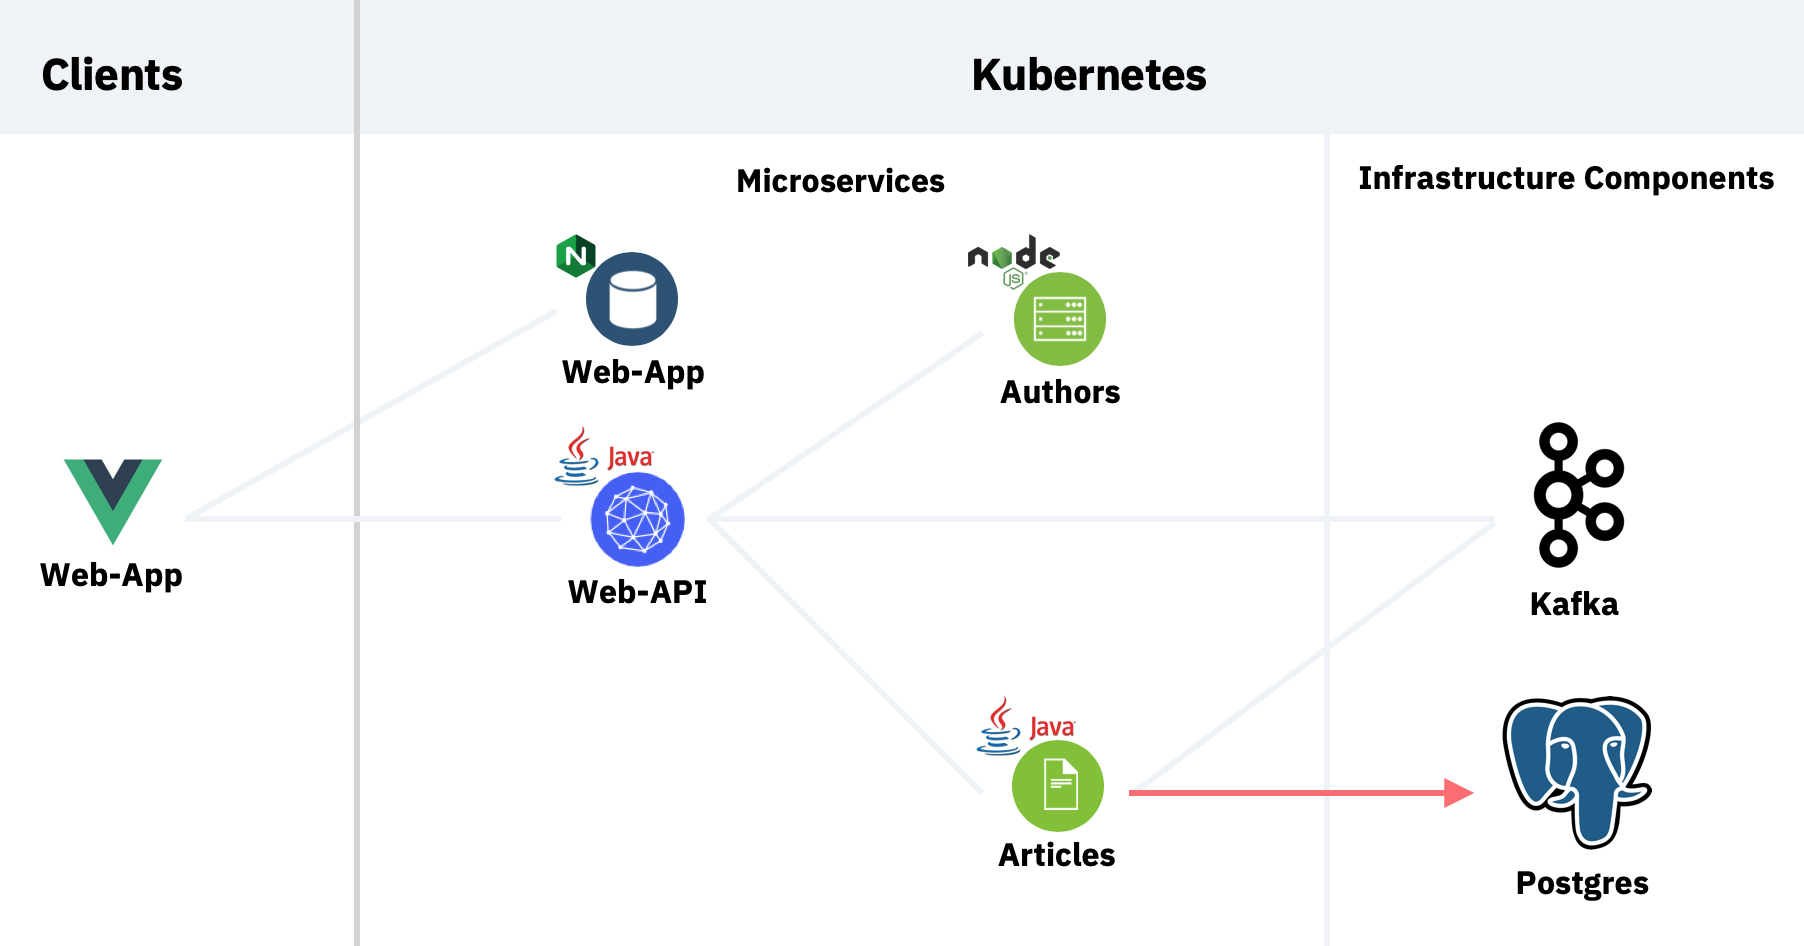 Clients
Kubernetes
Microservices
Infrastructure Components
N
Web-App
node
JS
Authors
Java
Web-API
Web-App
Kafka
Java
Articles
Postgres